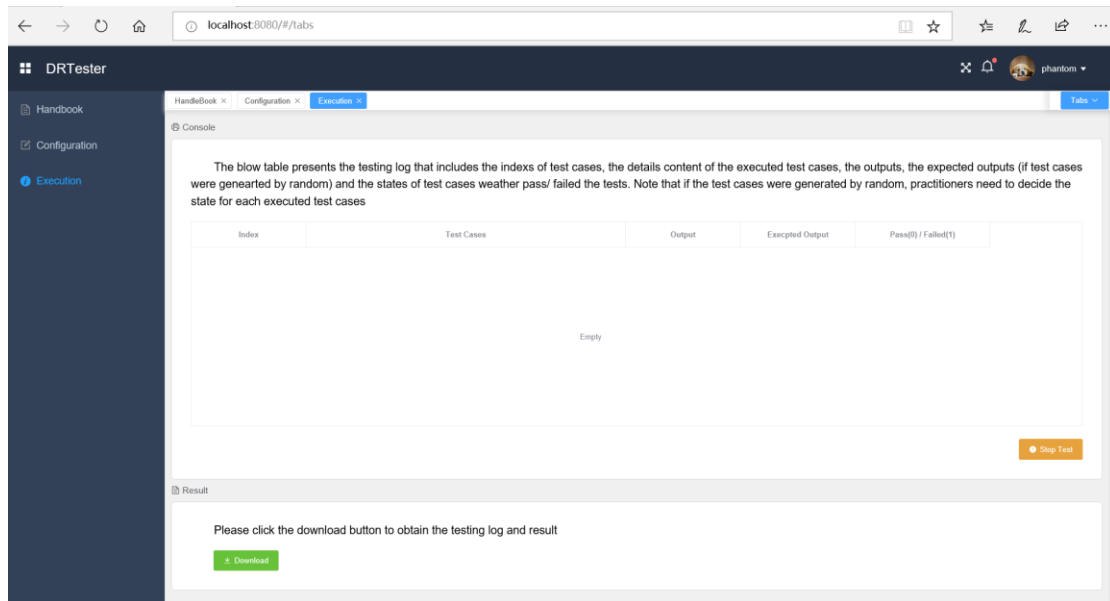 localhost:8080/#/tabs
DRTester
phantom
Handbook
Configuration
Execution
HandleBook ×
Configuration ×
Execution ×
Tabs
Console
The blow table presents the testing log that includes the indexs of test cases, the details content of the executed test cases, the outputs, the expected outputs (if test cases
were genearted by random) and the states of test cases weather pass/ failed the tests. Note that if the test cases were generated by random, practitioners need to decide the
state for each executed test cases
Index Test Cases Output Execpted Output Pass(0) / Failed(1)
Empty
Stop Test
Result
Please click the download button to obtain the testing log and result
Download